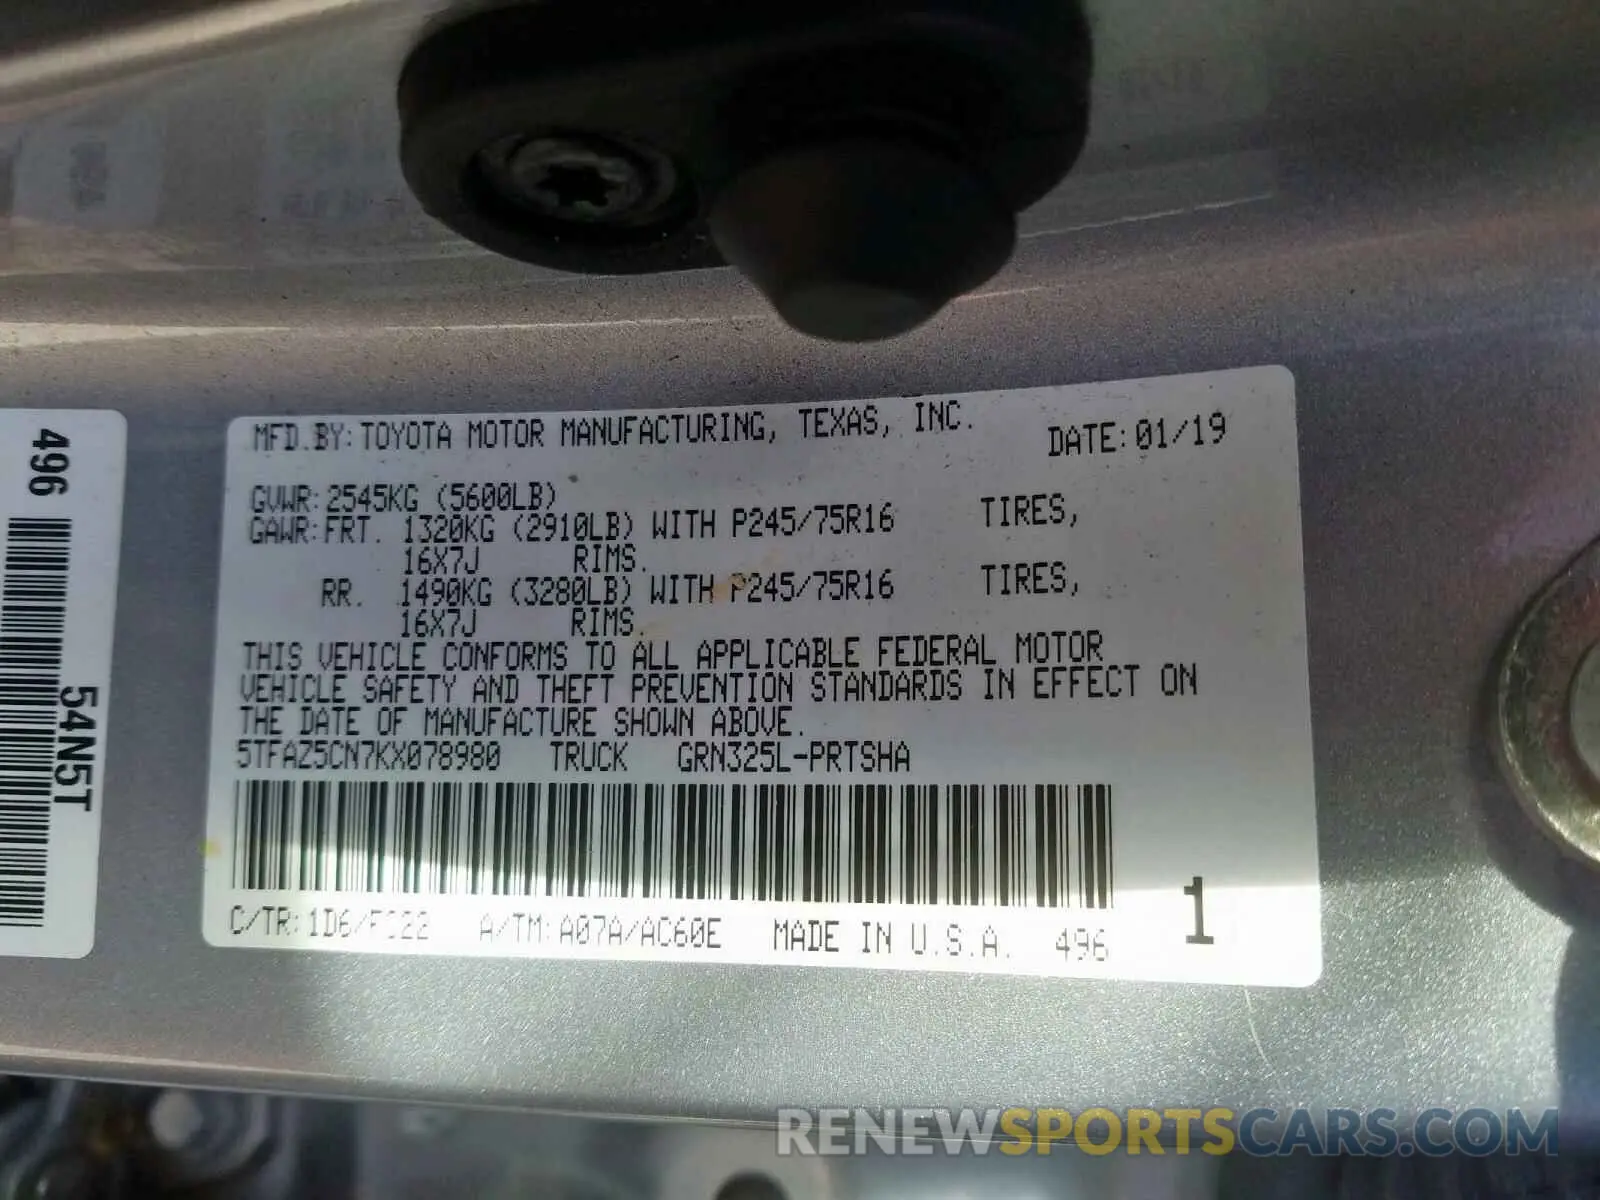 MFD.BY:TOYOTA MOTOR MANUFACTURING, TEXAS, INC. DATE:01/19
GVWR:2545KG (5600LB)
GAWR:FRT. 1320KG (2910LB) WITH P245/75R16 TIRES,
16X7J RIMS.
RR. 1490KG (3280LB) WITH P245/75R16 TIRES,
16X7J RIMS.
THIS VEHICLE CONFORMS TO ALL APPLICABLE FEDERAL MOTOR
VEHICLE SAFETY AND THEFT PREVENTION STANDARDS IN EFFECT ON
THE DATE OF MANUFACTURE SHOWN ABOVE.
5TFAZ5CN7KX078980 TRUCK GRN325L-PRTSHA
C/TR:1D6/FC22 A/TM:A07A/AC60E MADE IN U.S.A. 496
1
496
54N5T
RENEWSPORTSCARS.COM